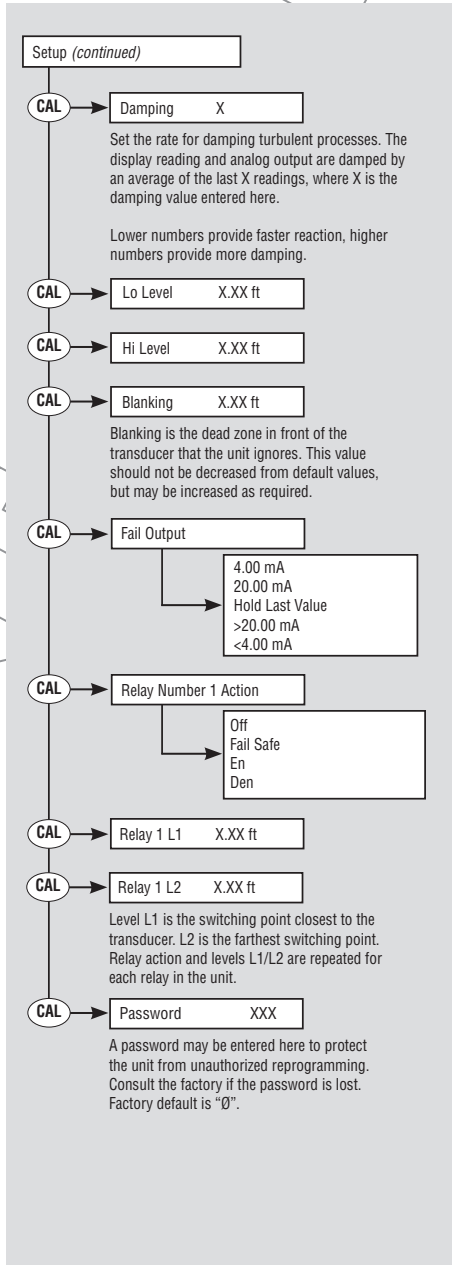 Setup (continued)
CAL
Damping X
Set the rate for damping turbulent processes. The
display reading and analog output are damped by
an average of the last X readings, where X is the
damping value entered here.
Lower numbers provide faster reaction, higher
numbers provide more damping.
CAL
Lo Level X.XX ft
CAL
Hi Level X.XX ft
CAL
Blanking X.XX ft
Blanking is the dead zone in front of the
transducer that the unit ignores. This value
should not be decreased from default values,
but may be increased as required.
CAL
Fail Output
4.00 mA
20.00 mA
Hold Last Value
>20.00 mA
<4.00 mA
CAL
Relay Number 1 Action
Off
Fail Safe
En
Den
CAL
Relay 1 L1 X.XX ft
CAL
Relay 1 L2 X.XX ft
Level L1 is the switching point closest to the
transducer. L2 is the farthest switching point.
Relay action and levels L1/L2 are repeated for
each relay in the unit.
CAL
Password XXX
A password may be entered here to protect
the unit from unauthorized reprogramming.
Consult the factory if the password is lost.
Factory default is “Ø”.